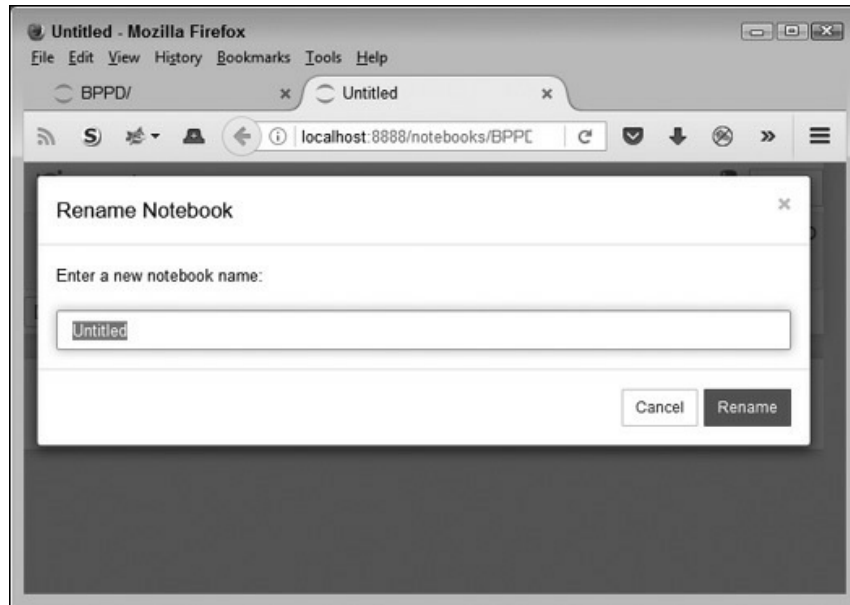 Untitled - Mozilla Firefox
File Edit View History Bookmarks Tools Help
BPPD/ × Untitled ×
S localhost:8888/notebooks/BPPD »
Rename Notebook ×
Enter a new notebook name:
Untitled
Cancel Rename